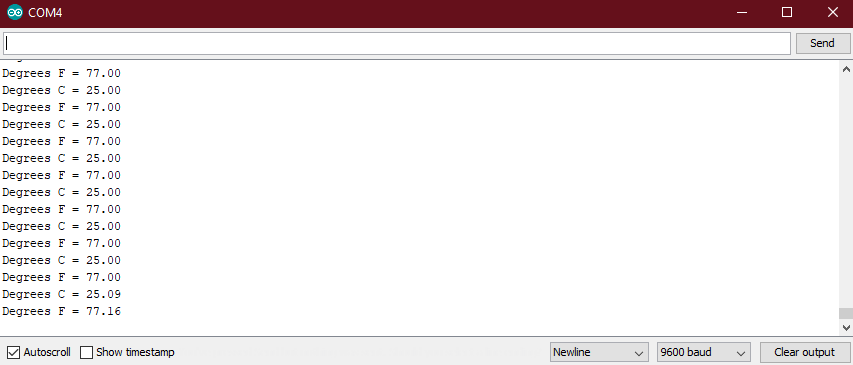 COM4
Send
Degrees F = 77.00
Degrees C = 25.00
Degrees F = 77.00
Degrees C = 25.00
Degrees F = 77.00
Degrees C = 25.00
Degrees F = 77.00
Degrees C = 25.00
Degrees F = 77.00
Degrees C = 25.00
Degrees F = 77.00
Degrees C = 25.00
Degrees F = 77.00
Degrees C = 25.09
Degrees F = 77.16
Autoscroll Show timestamp Newline 9600 baud Clear output